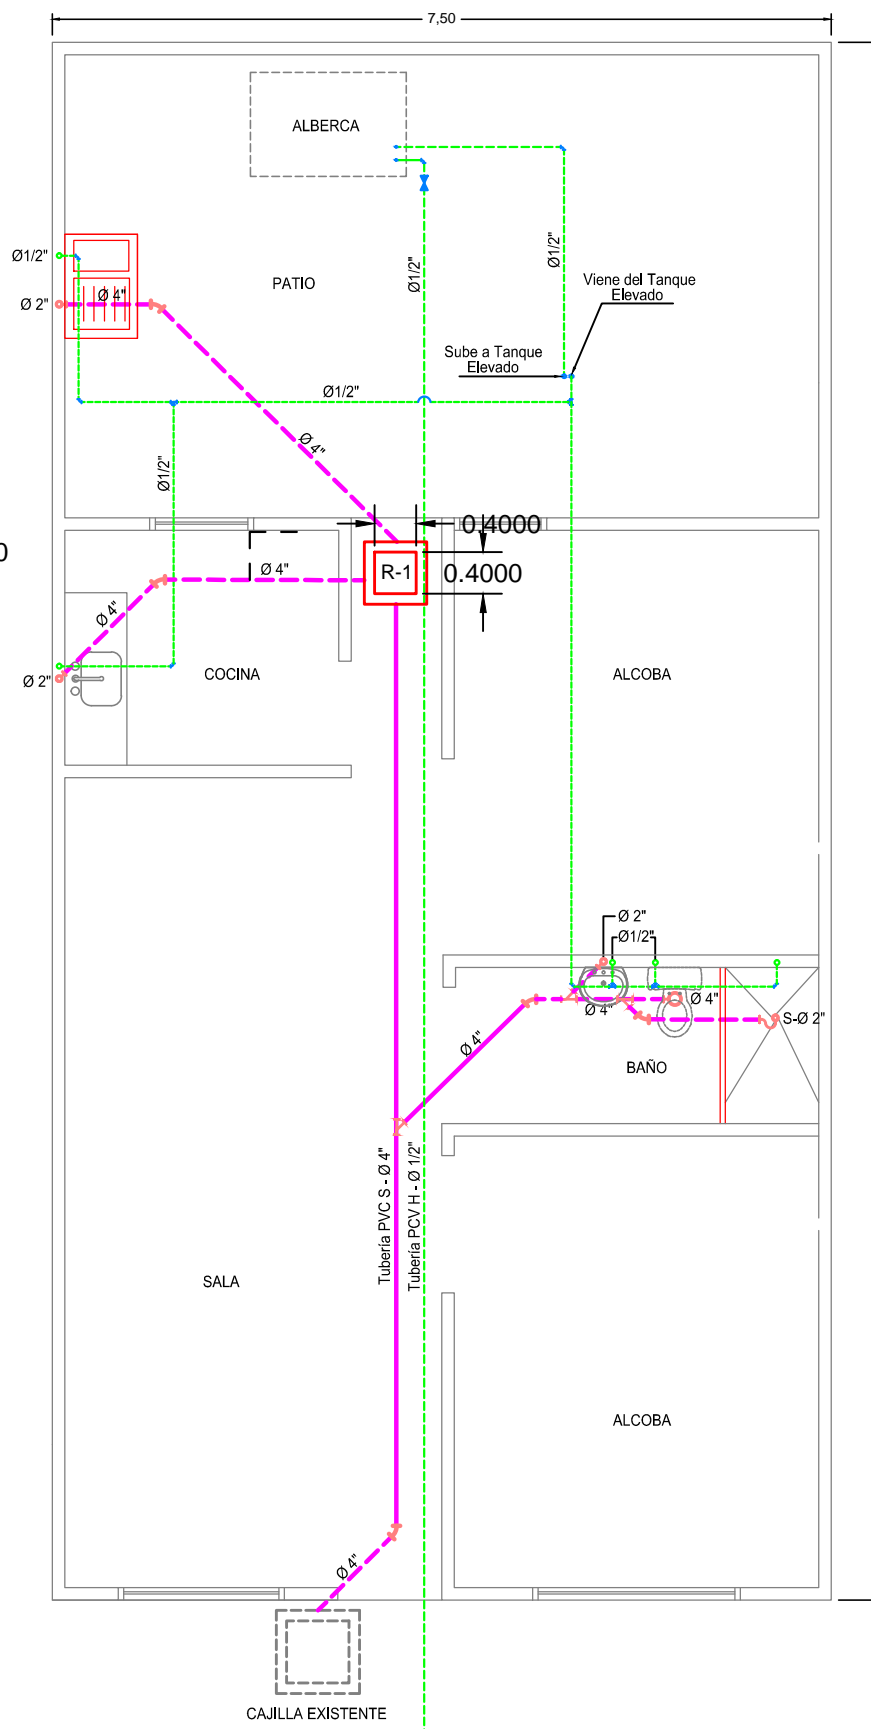 7,50
ALBERCA
Ø1/2"
Ø 2"
Ø 4"
PATIO
Ø1/2"
Ø1/2"
Viene del Tanque
Elevado
Sube a Tanque
Elevado
Ø1/2"
Ø 4"
Ø1/2"
0.4000
0
R-1
0.4000
Ø 4"
Ø 4"
COCINA
ALCOBA
Ø 2"
Ø 2"
Ø1/2"
Ø 4"
Ø 4"
S-Ø 2"
Ø 4"
BAÑO
Tubería PVC S - Ø 4"
Tubería PCV H - Ø 1/2"
SALA
ALCOBA
Ø 4"
CAJILLA EXISTENTE